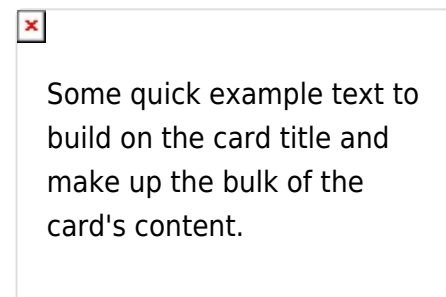 Some quick example text to
build on the card title and
make up the bulk of the
card's content.